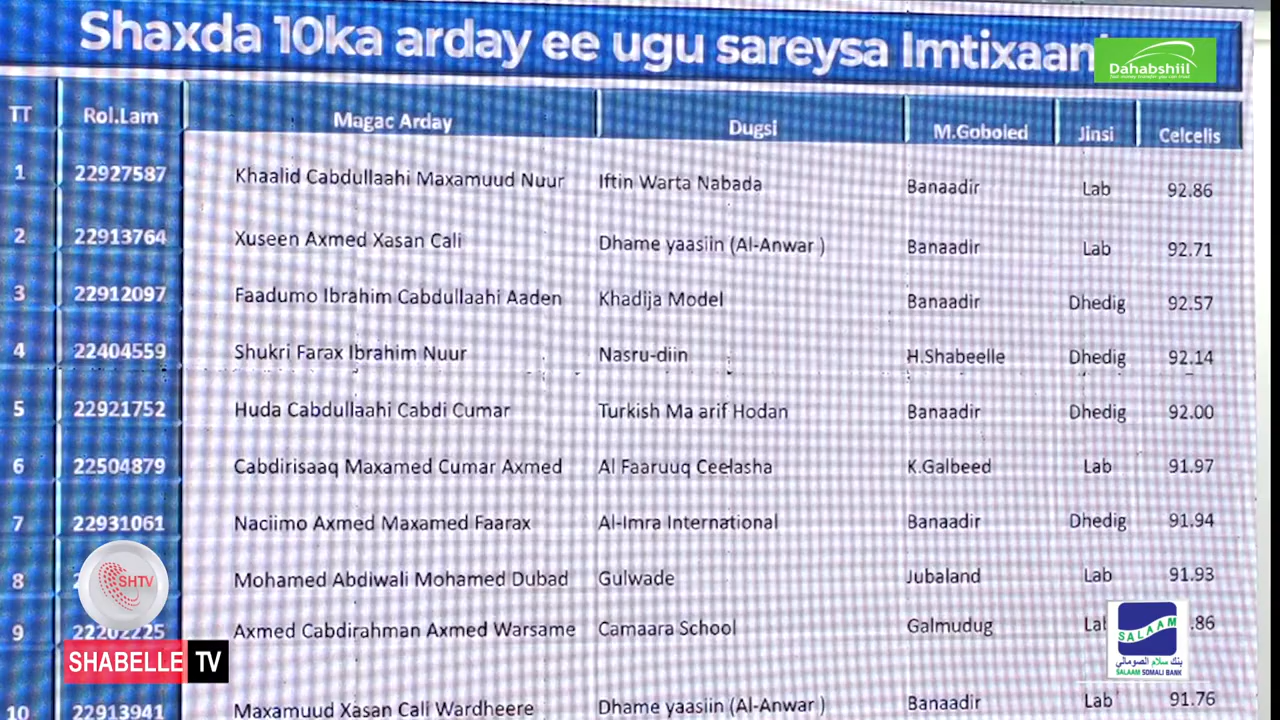 Shaxda 10ka arday ee ugu sareysa Imtixaan
Dahabshiil
TT Rol.Lam Magac Arday Dugsi M.Goboled Jinsi Celcelis
1 22927587 Khaalid Cabdullaahi Maxamuud Nuur Iftin Warta Nabada Banaadir Lab 92.86
2 22913764 Xuseen Axmed Xasan Cali Dhame yaasiin (Al-Anwar ) Banaadir Lab 92.71
3 22912097 Faadumo Ibrahim Cabdullaahi Aaden Khadija Model Banaadir Dhedig 92.57
4 22404559 Shukri Farax Ibrahim Nuur Nasru-diin H.Shabeelle Dhedig 92.14
5 22921752 Huda Cabdullaahi Cabdi Cumar Turkish Ma arif Hodan Banaadir Dhedig 92.00
6 22504879 Cabdirisaaq Maxamed Cumar Axmed Al Faaruuq Ceelasha K.Galbeed Lab 91.97
7 22931061 Naciimo Axmed Maxamed Faarax Al-Imra International Banaadir Dhedig 91.94
8 Mohamed Abdiwali Mohamed Dubad Gulwade Jubaland Lab 91.93
9 22202225 Axmed Cabdirahman Axmed Warsame Camaara School Galmudug .86
10 22913941 Maxamuud Xasan Cali Wardheere Dhame yaasiin (Al-Anwar ) Banaadir Lab 91.76
SHTV
SHABELLE TV
SALAAM
بنك سلام الصومالي
SALAAM SOMALI BANK